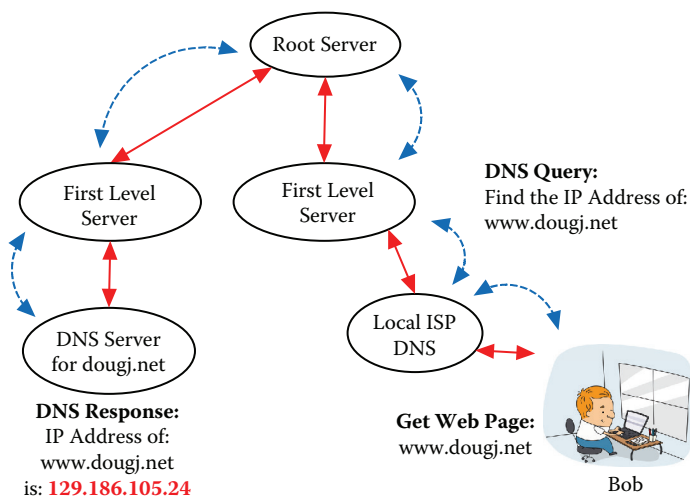 Root Server
First Level
Server
First Level
Server
DNS Query:
Find the IP Address of:
www.dougj.net
DNS Server
for dougj.net
Local ISP
DNS
DNS Response:
IP Address of:
www.dougj.net
is: 129.186.105.24
Get Web Page:
www.dougj.net
Bob